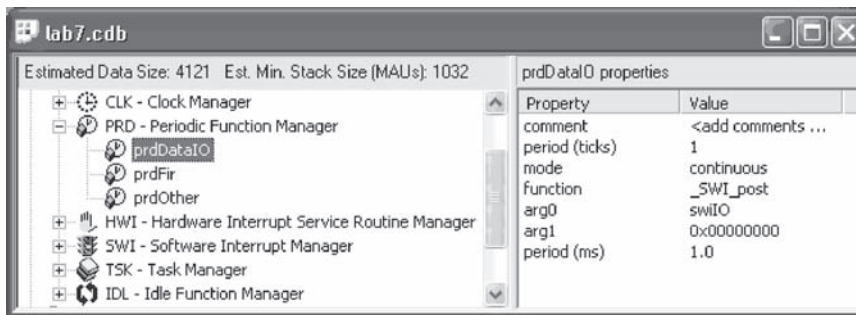 lab7.cdb
Estimated Data Size: 4121 Est. Min. Stack Size (MAUs): 1032
CLK - Clock Manager
PRD - Periodic Function Manager
prdDataIO
prdFir
prdOther
HWI - Hardware Interrupt Service Routine Manager
SWI - Software Interrupt Manager
TSK - Task Manager
IDL - Idle Function Manager
prdDataIO properties
Property Value
comment <add comments ...
period (ticks) 1
mode continuous
function _SWI_post
arg0 swiIO
arg1 0x00000000
period (ms) 1.0